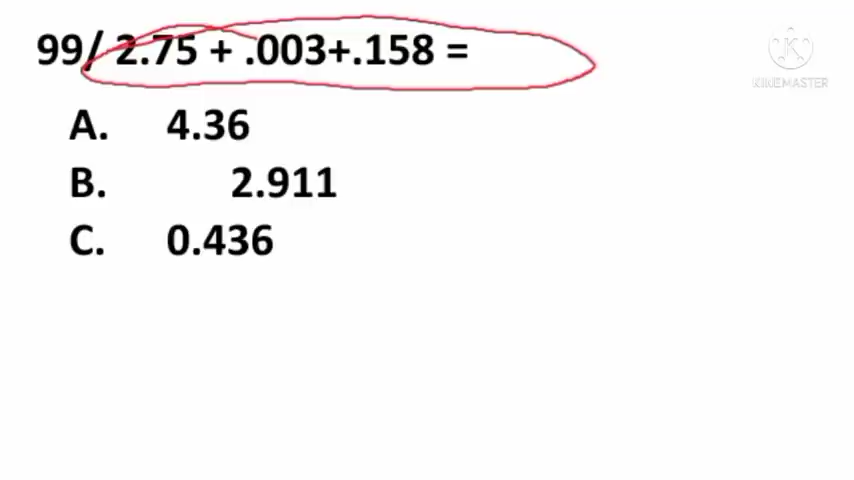 99/ 2.75 + .003+.158 =
A. 4.36
B. 2.911
C. 0.436
K
KINEMASTER